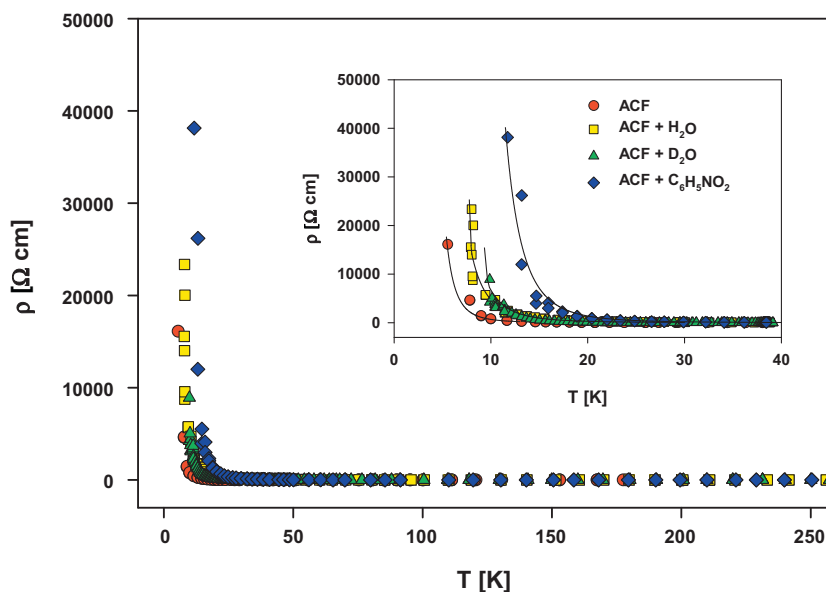 50000
40000
30000
20000
10000
0
ρ [Ω cm]
0
50
100
150
200
250
T [K]
50000
40000
30000
20000
10000
0
ρ [Ω cm]
0
10
20
30
40
T [K]
ACF
ACF + H₂O
ACF + D₂O
ACF + C₆H₅NO₂